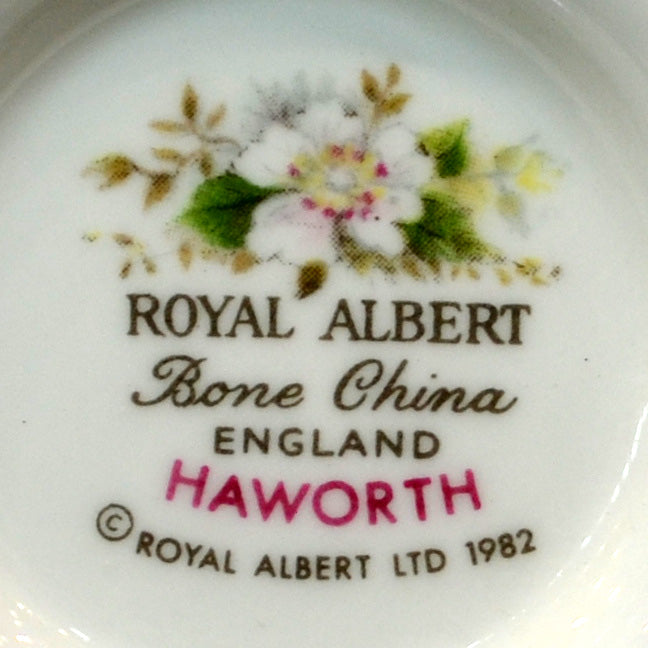 ROYAL ALBERT
Bone China
ENGLAND
HAWORTH
© ROYAL ALBERT LTD 1982